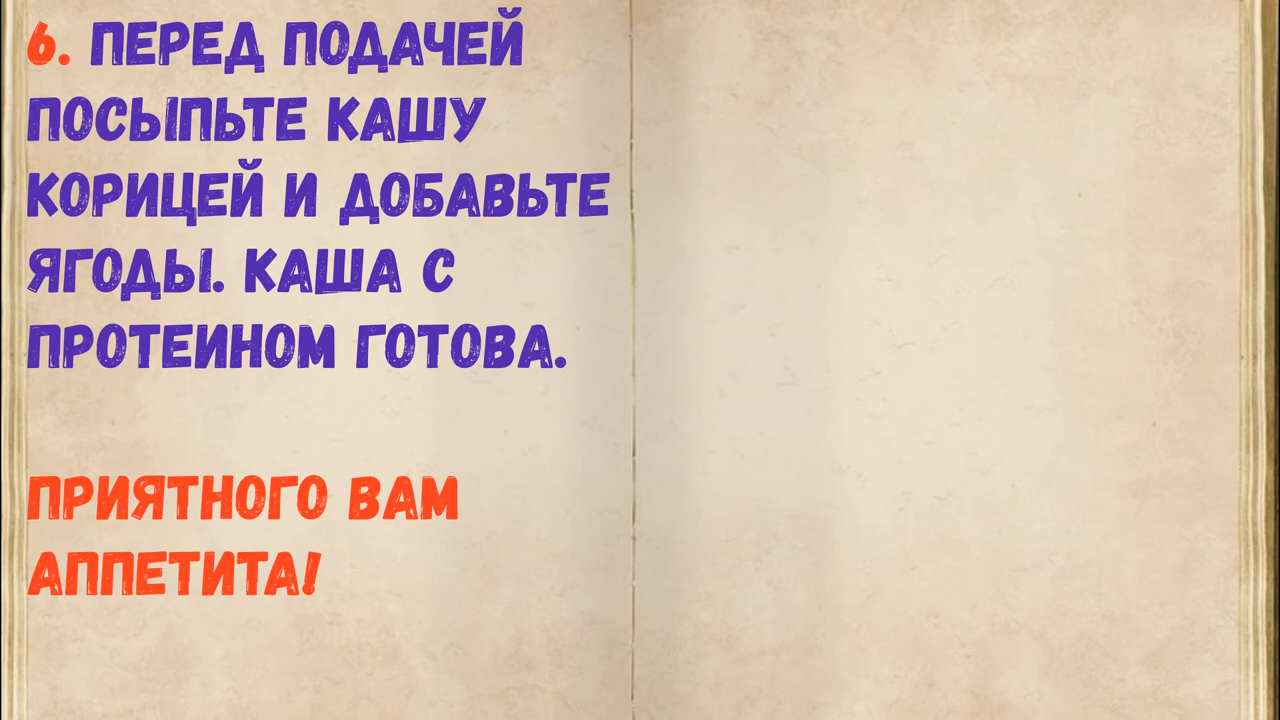 6. ПЕРЕД ПОДАЧЕЙ
ПОСЫПЬТЕ КАШУ
КОРИЦЕЙ И ДОБАВЬТЕ
ЯГОДЫ. КАША С
ПРОТЕИНОМ ГОТОВА.
ПРИЯТНОГО ВАМ
АППЕТИТА!